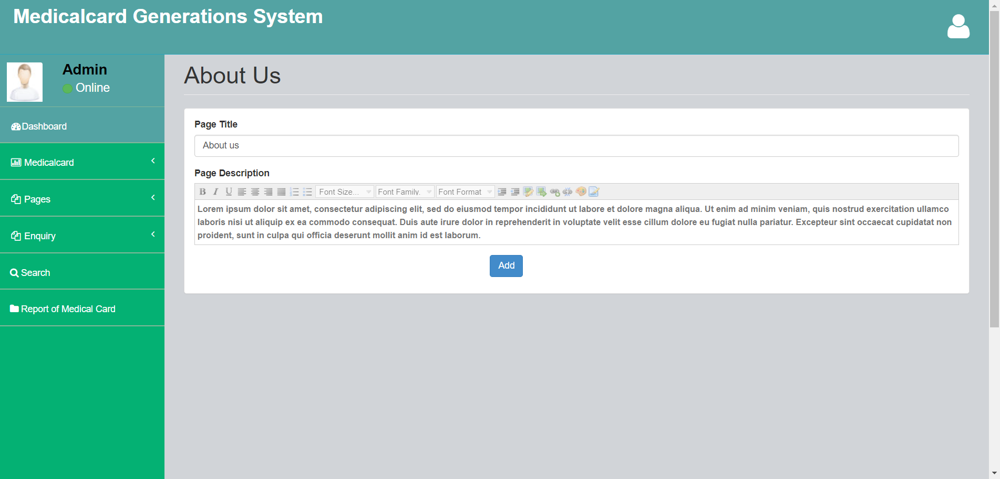 Medicalcard Generations System
Admin
Online
Dashboard
Medicalcard
Pages
Enquiry
Search
Report of Medical Card
About Us
Page Title
About us
Page Description
B I U Font Size... Font Family. Font Format
Lorem ipsum dolor sit amet, consectetur adipiscing elit, sed do eiusmod tempor incididunt ut labore et dolore magna aliqua. Ut enim ad minim veniam, quis nostrud exercitation ullamco
laboris nisi ut aliquip ex ea commodo consequat. Duis aute irure dolor in reprehenderit in voluptate velit esse cillum dolore eu fugiat nulla pariatur. Excepteur sint occaecat cupidatat non
proident, sunt in culpa qui officia deserunt mollit anim id est laborum.
Add